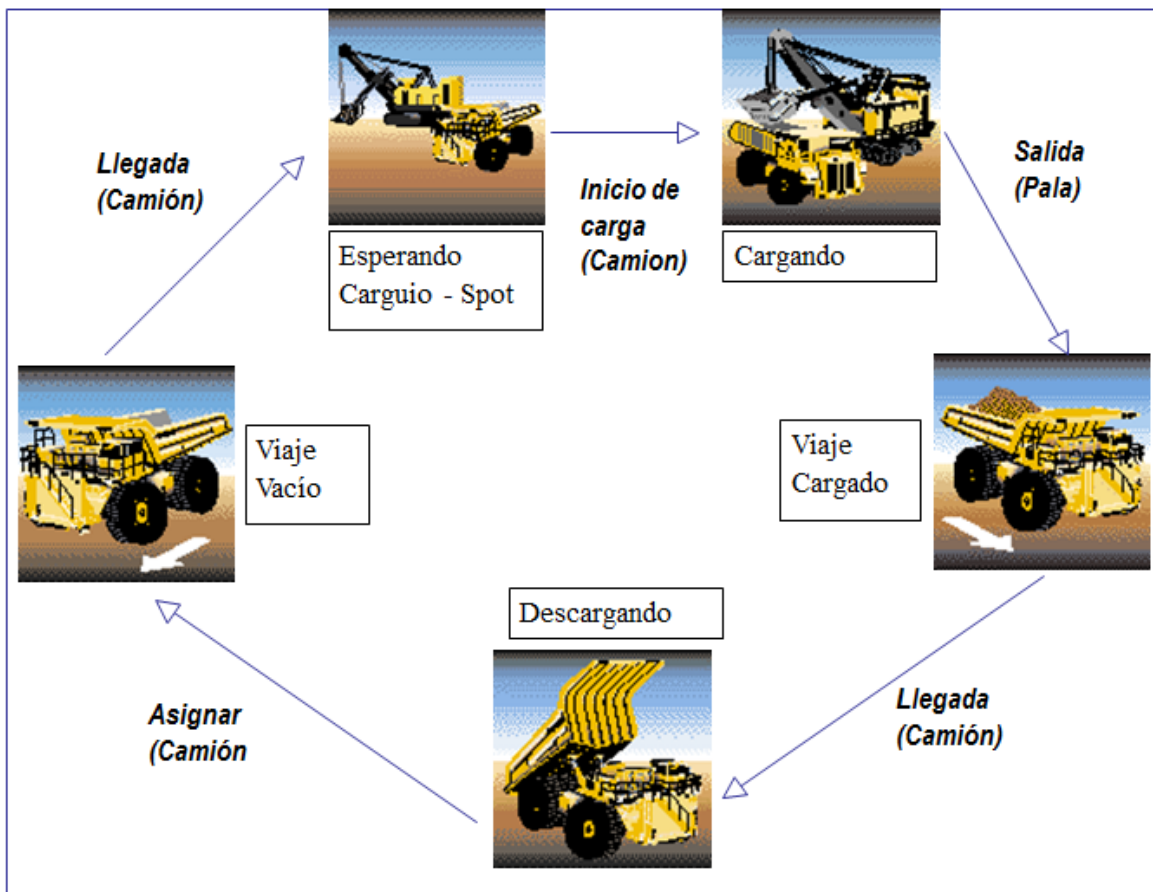 Llegada
(Camión)
Esperando
Carguio - Spot
Inicio de
carga
(Camion)
Cargando
Salida
(Pala)
Viaje
Vacío
Viaje
Cargado
Descargando
Asignar
(Camión
Llegada
(Camión)